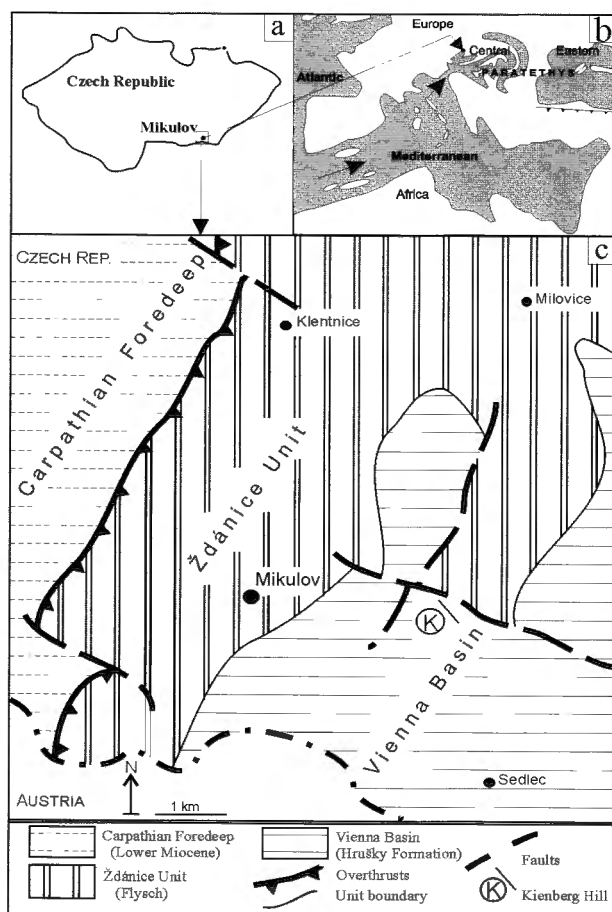 a
Czech Republic
Mikulov
b
Europe
Central
Eastern
PARATETHYS
Atlantic
Mediterranean
Africa
c
CZECH REP.
Carpathian Foredeep
Klentnice
Milovice
Ždánice Unit
Mikulov
K
Vienna Basin
Sedlec
N
AUSTRIA
1 km
Carpathian Foredeep
(Lower Miocene)
Ždánice Unit
(Flysch)
Vienna Basin
(Hrušky Formation)
Overthrusts
Unit boundary
Faults
K
Kienberg Hill